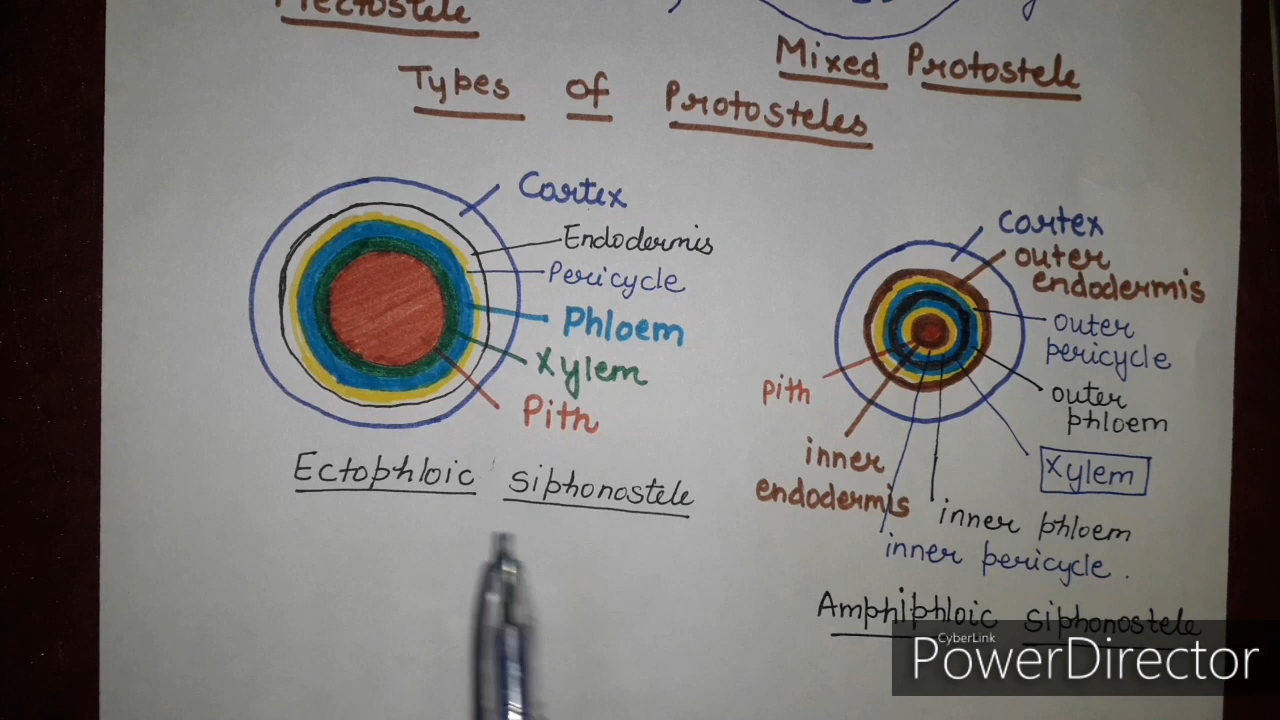 Plectostele
Mixed Protostele
Types of Protosteles
Cortex
Endodermis
Pericycle
Phloem
Xylem
Pith
Ectophloic siphonostele
cortex
outer
endodermis
outer
pericycle
outer
phloem
Xylem
pith
inner
endodermis
inner phloem
inner pericycle.
Amphiphloic siphonostele
CyberLink
PowerDirector